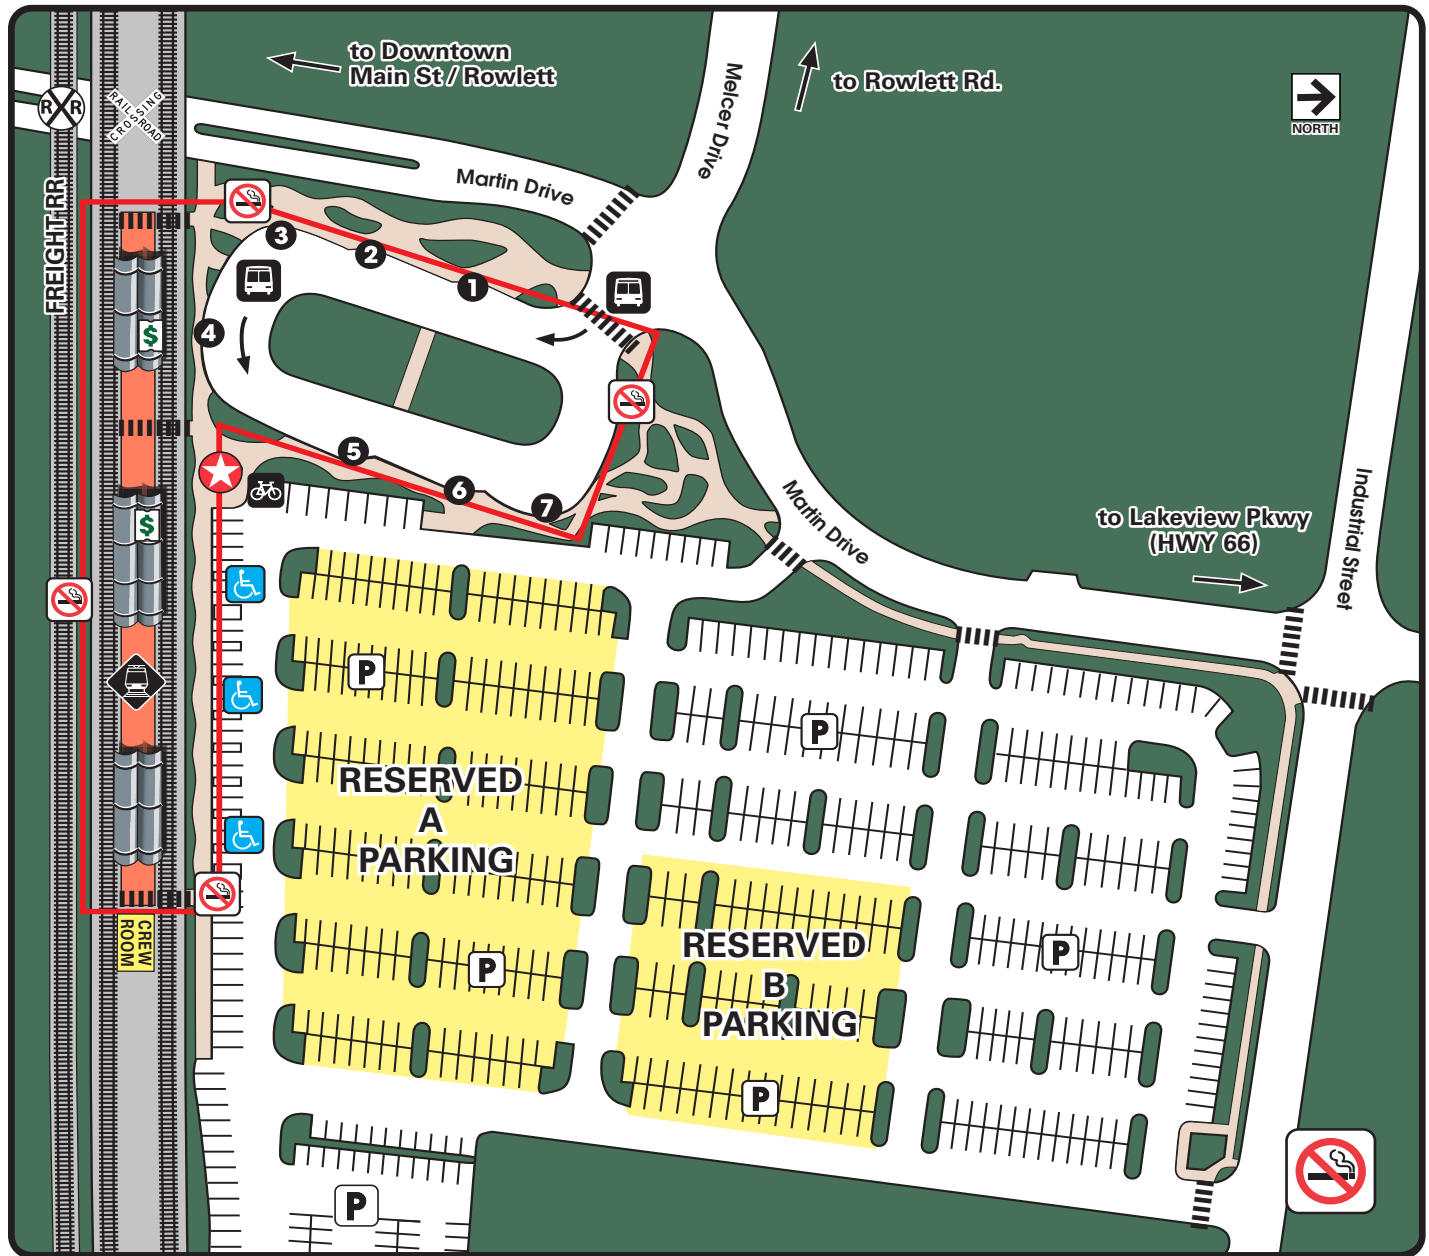 to Downtown
Main St / Rowlett
Melcer Drive
to Rowlett Rd.
NORTH
R R
RAILROAD
CROSSING
Martin Drive
FREIGHT RR
3
2
1
4
$
5
6
7
$
Martin Drive
to Lakeview Pkwy
(HWY 66)
Industrial Street
P
P
RESERVED
A
PARKING
CREW
ROOM
P
RESERVED
B
PARKING
P
P
P